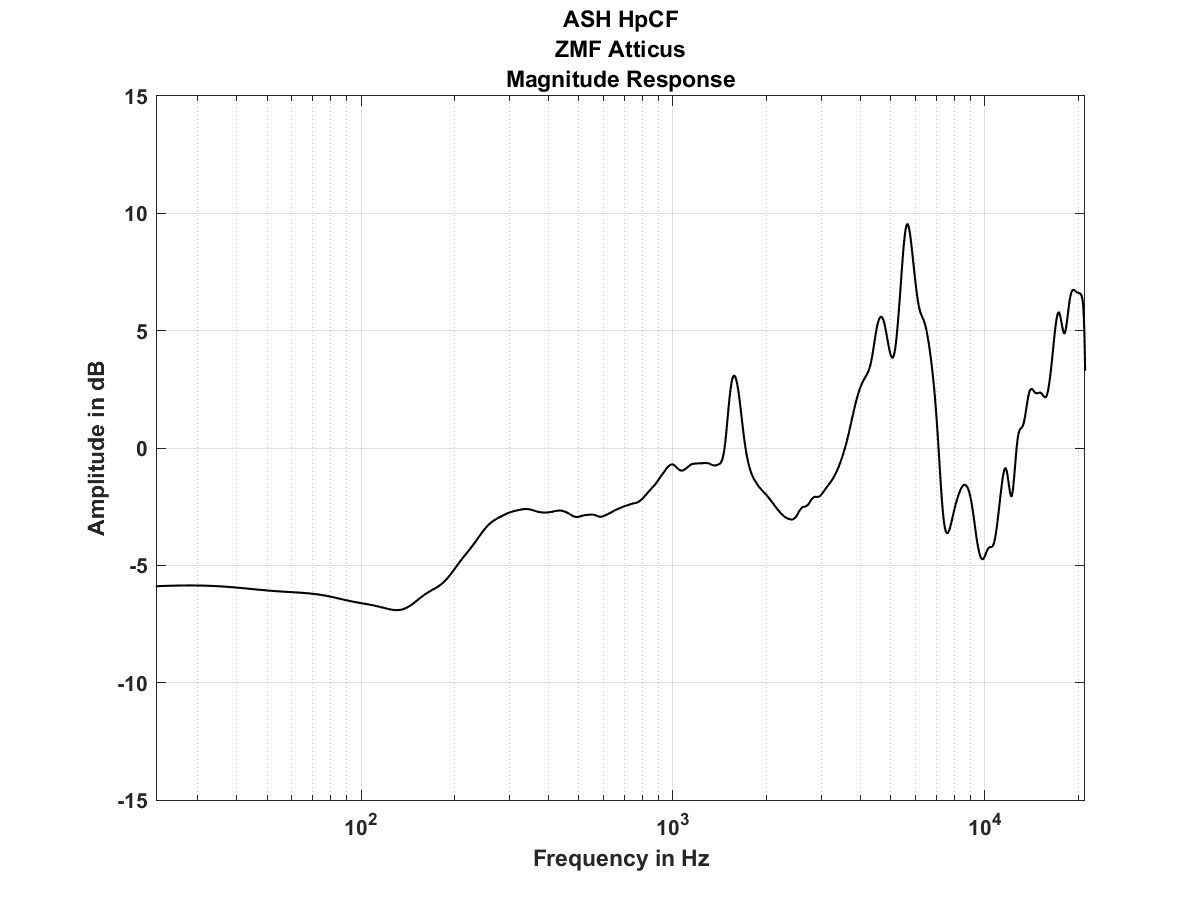 ASH HpCF
ZMF Atticus
Magnitude Response
15
10
5
0
-5
-10
-15
Amplitude in dB
10²
10³
10⁴
Frequency in Hz